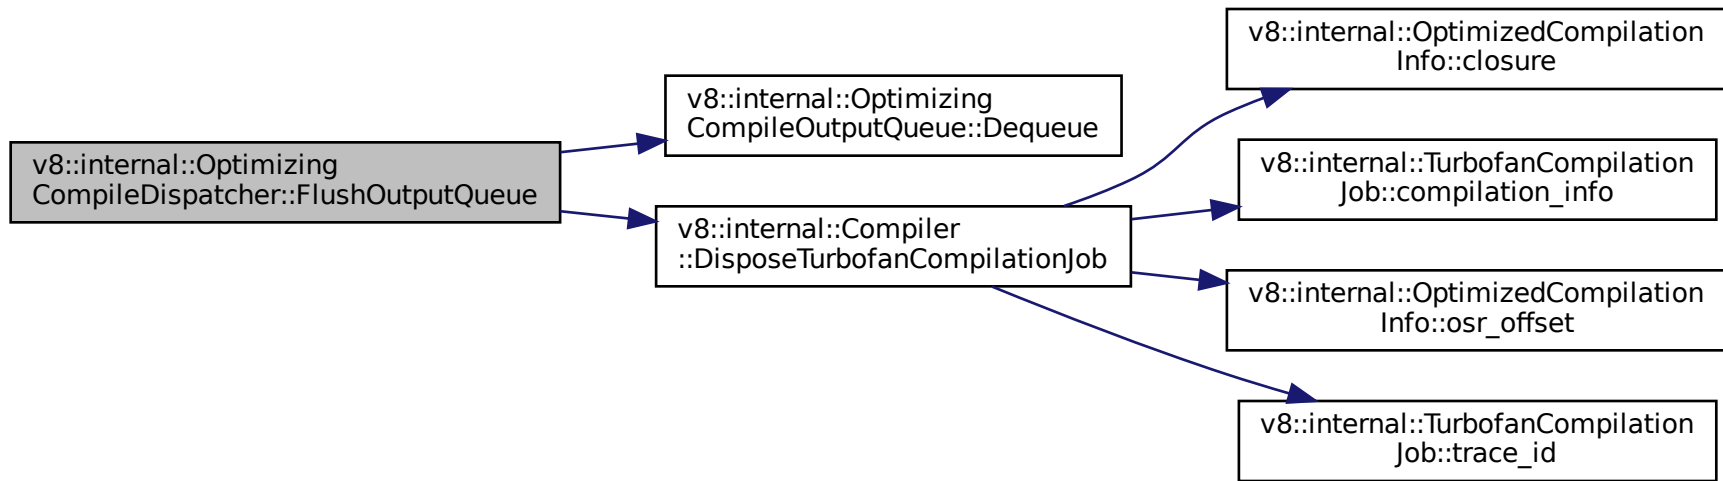 v8::internal::Optimizing
CompileDispatcher::FlushOutputQueue
v8::internal::Optimizing
CompileOutputQueue::Dequeue
v8::internal::Compiler
::DisposeTurbofanCompilationJob
v8::internal::OptimizedCompilation
Info::closure
v8::internal::TurbofanCompilation
Job::compilation_info
v8::internal::OptimizedCompilation
Info::osr_offset
v8::internal::TurbofanCompilation
Job::trace_id